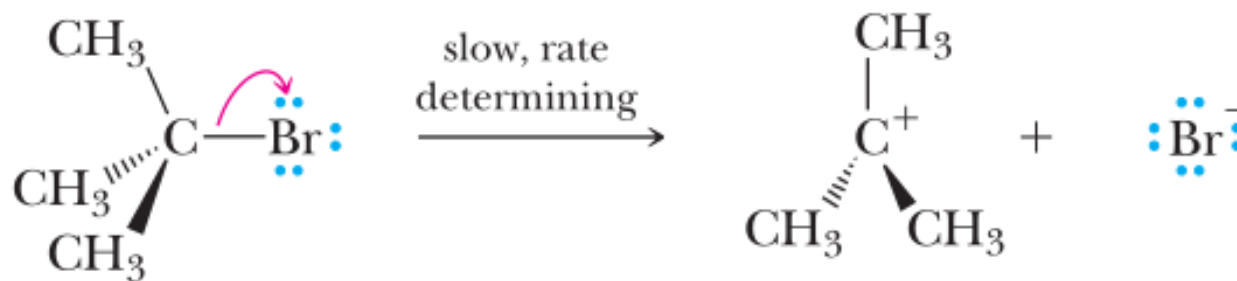 CH₃
slow, rate
determining
C—Br
CH₃
CH₃
CH₃
C⁺
CH₃
CH₃
+
Br⁻